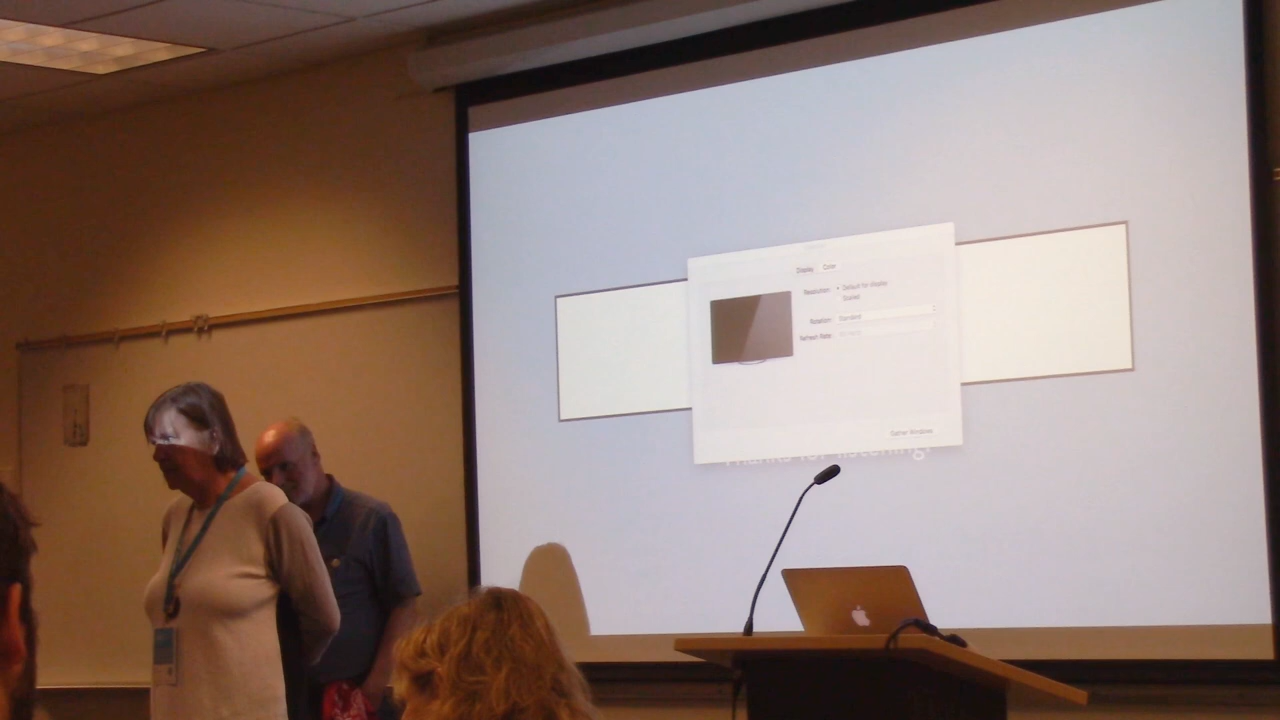 Display Color
Resolution: Default for display
Scaled
Rotation: Standard
Refresh Rate:
Gather Windows
Thanks for listening!